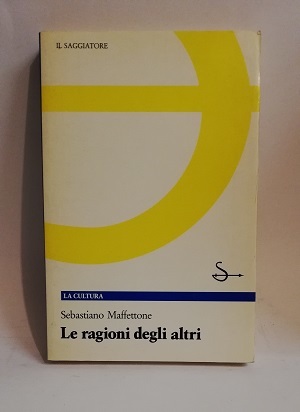 IL SAGGIATORE
LA CULTURA
Sebastiano Maffettone
Le ragioni degli altri